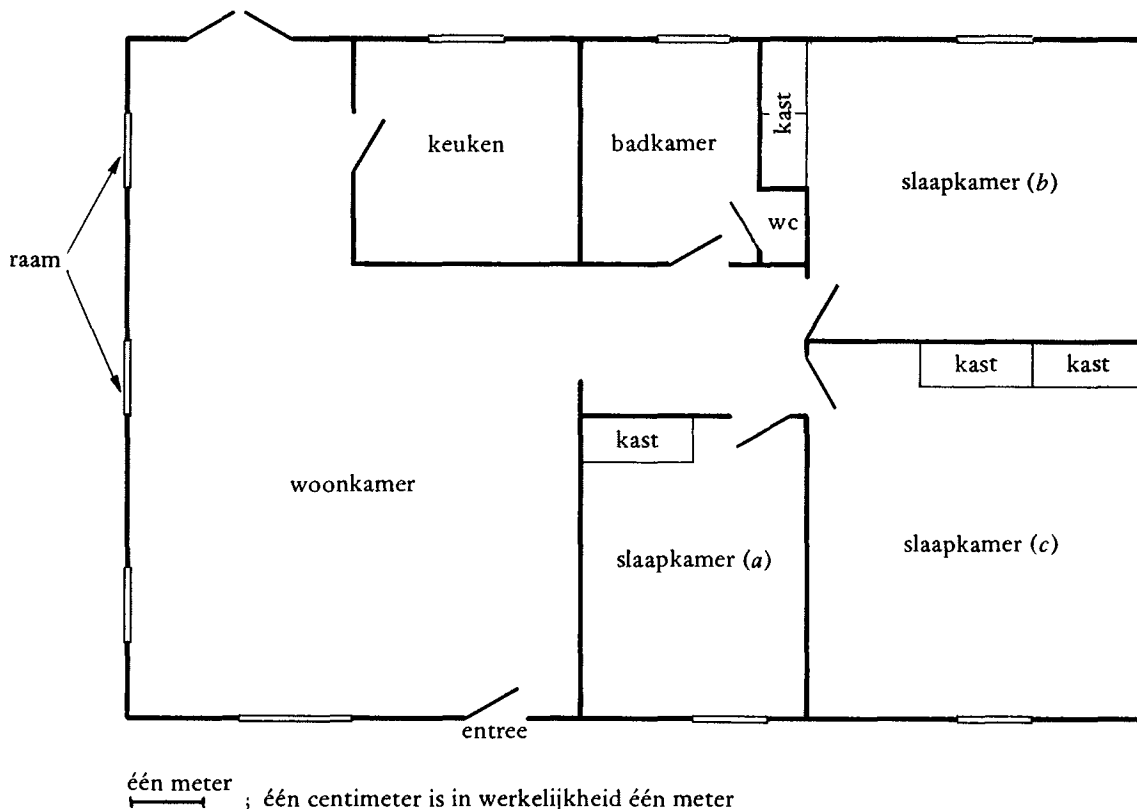 keuken
badkamer
kast
slaapkamer (b)
wc
raam
kast
kast
kast
woonkamer
slaapkamer (a)
slaapkamer (c)
entree
één meter
; één centimeter is in werkelijkheid één meter